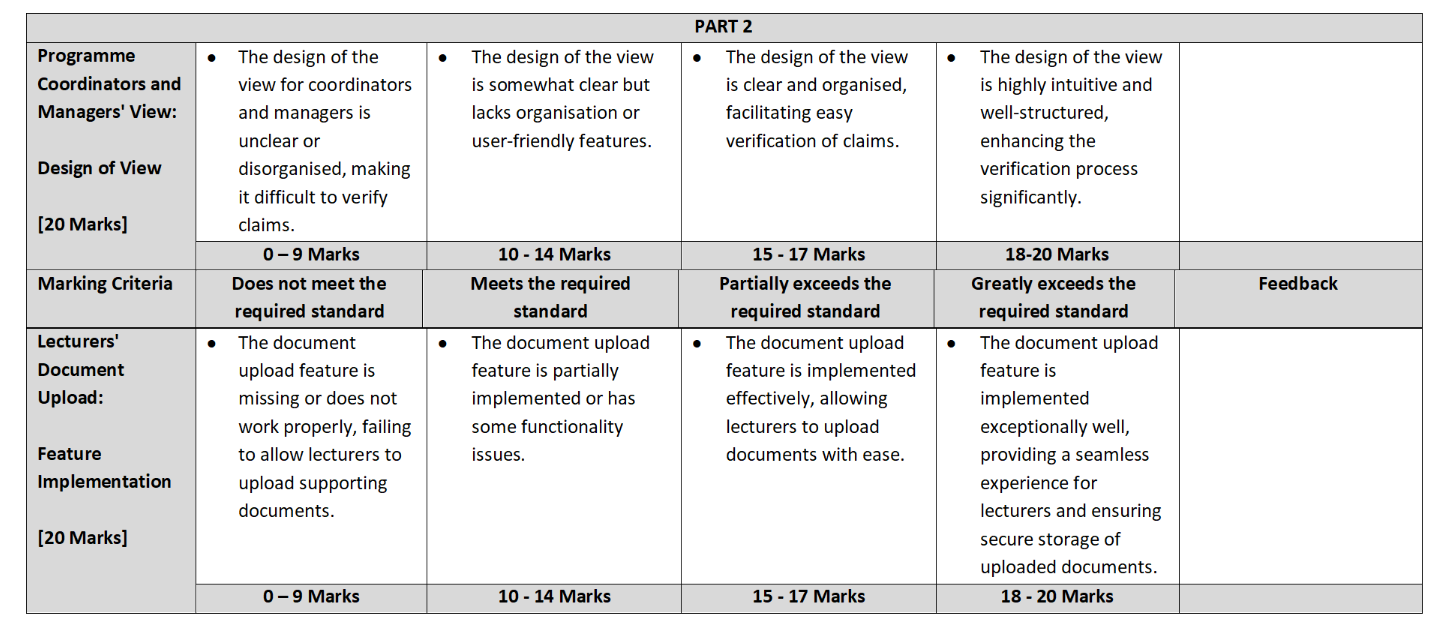 PART 2
Programme
Coordinators and
Managers' View:
Design of View
[20 Marks]
● The design of the
view for coordinators
and managers is
unclear or
disorganised, making
it difficult to verify
claims.
● The design of the view
is somewhat clear but
lacks organisation or
user-friendly features.
● The design of the view
is clear and organised,
facilitating easy
verification of claims.
● The design of the view
is highly intuitive and
well-structured,
enhancing the
verification process
significantly.
0 – 9 Marks
10 - 14 Marks
15 - 17 Marks
18-20 Marks
Marking Criteria
Does not meet the
required standard
Meets the required
standard
Partially exceeds the
required standard
Greatly exceeds the
required standard
Feedback
Lecturers'
Document
Upload:
Feature
Implementation
[20 Marks]
● The document
upload feature is
missing or does not
work properly, failing
to allow lecturers to
upload supporting
documents.
● The document upload
feature is partially
implemented or has
some functionality
issues.
● The document upload
feature is implemented
effectively, allowing
lecturers to upload
documents with ease.
● The document upload
feature is
implemented
exceptionally well,
providing a seamless
experience for
lecturers and ensuring
secure storage of
uploaded documents.
0 – 9 Marks
10 - 14 Marks
15 - 17 Marks
18 - 20 Marks